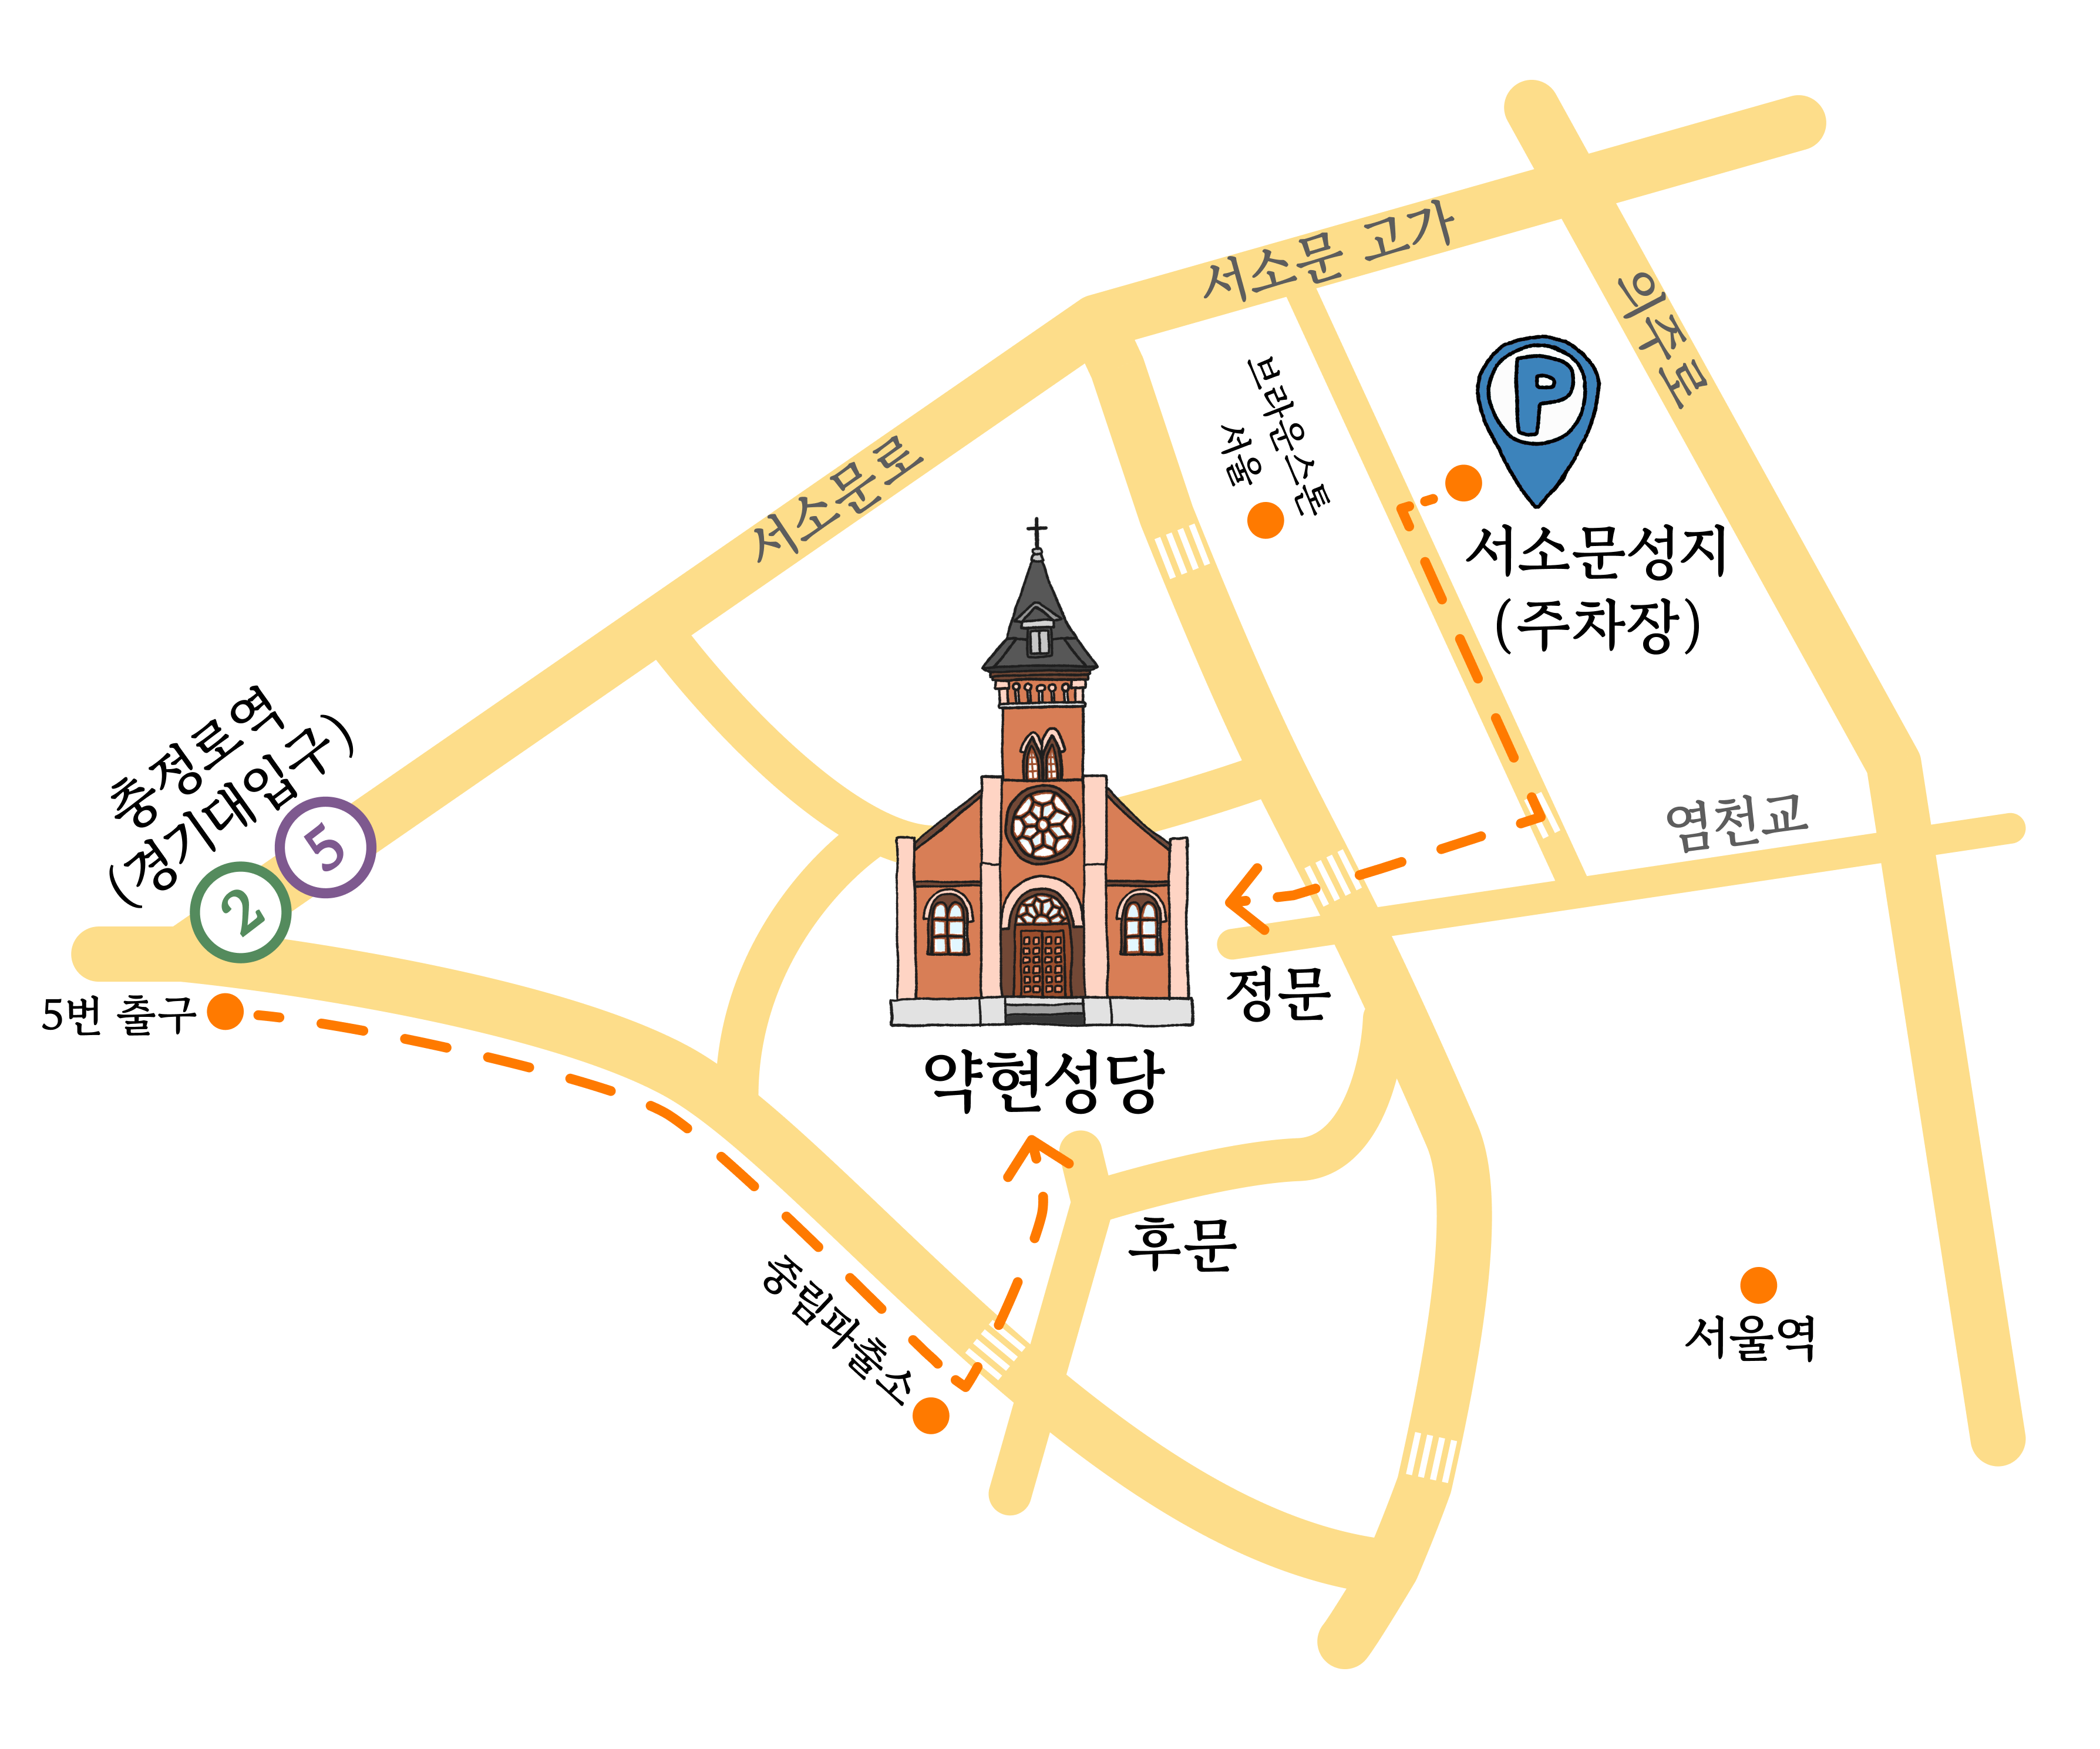 서소문 고가
의주로
브라운스톤
서울
P
서소문성지
(주차장)
서소문로
충정로역
(경기대입구)
5
2
염천교
5번 출구
정문
약현성당
후문
중림파출소
서울역